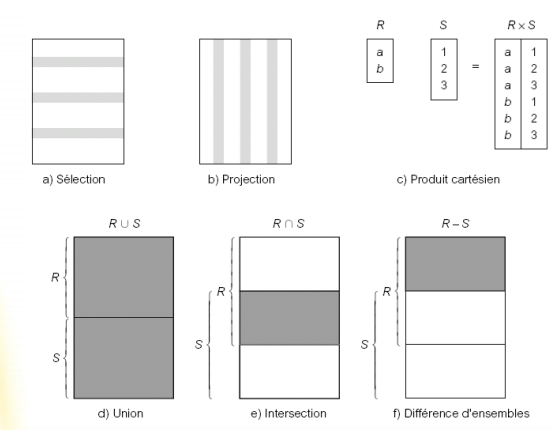 R S R × S
a 1 a 1
b 2 = a 2
3 a 3
b 1
b 2
b 3
a) Sélection b) Projection c) Produit cartésien
R ∪ S R ∩ S R – S
R S R S R S
d) Union e) Intersection f) Différence d'ensembles